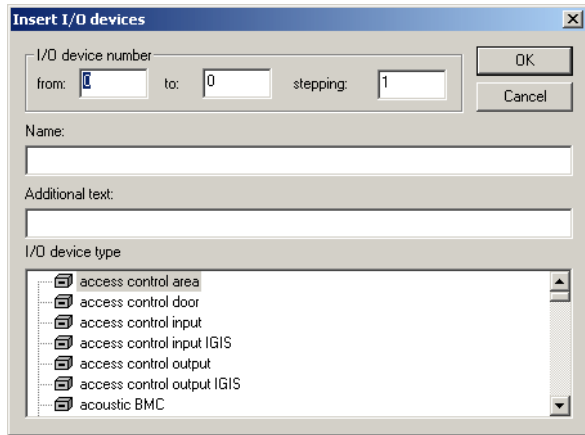 Insert I/O devices
I/O device number
from: 0 to: 0 stepping: 1
OK
Cancel
Name:
Additional text:
I/O device type
access control area
access control door
access control input
access control input IGIS
access control output
access control output IGIS
acoustic BMC